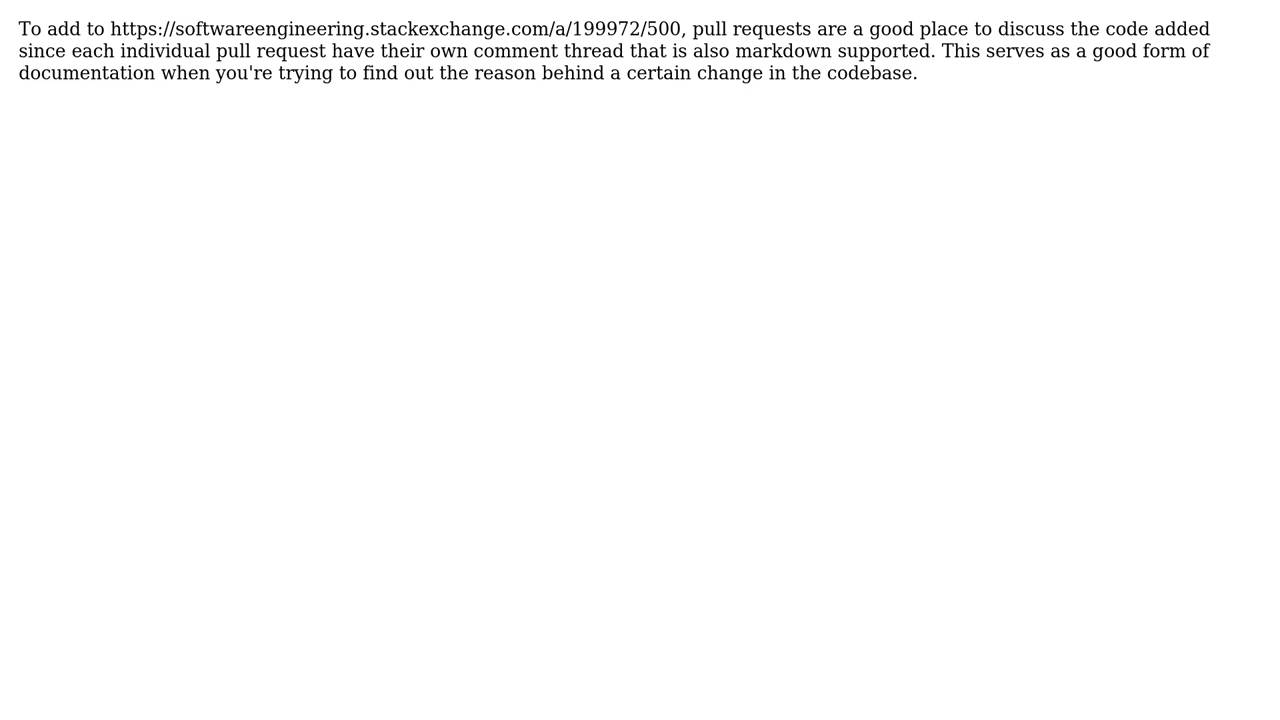 To add to https://softwareengineering.stackexchange.com/a/199972/500, pull requests are a good place to discuss the code added
since each individual pull request have their own comment thread that is also markdown supported. This serves as a good form of
documentation when you're trying to find out the reason behind a certain change in the codebase.